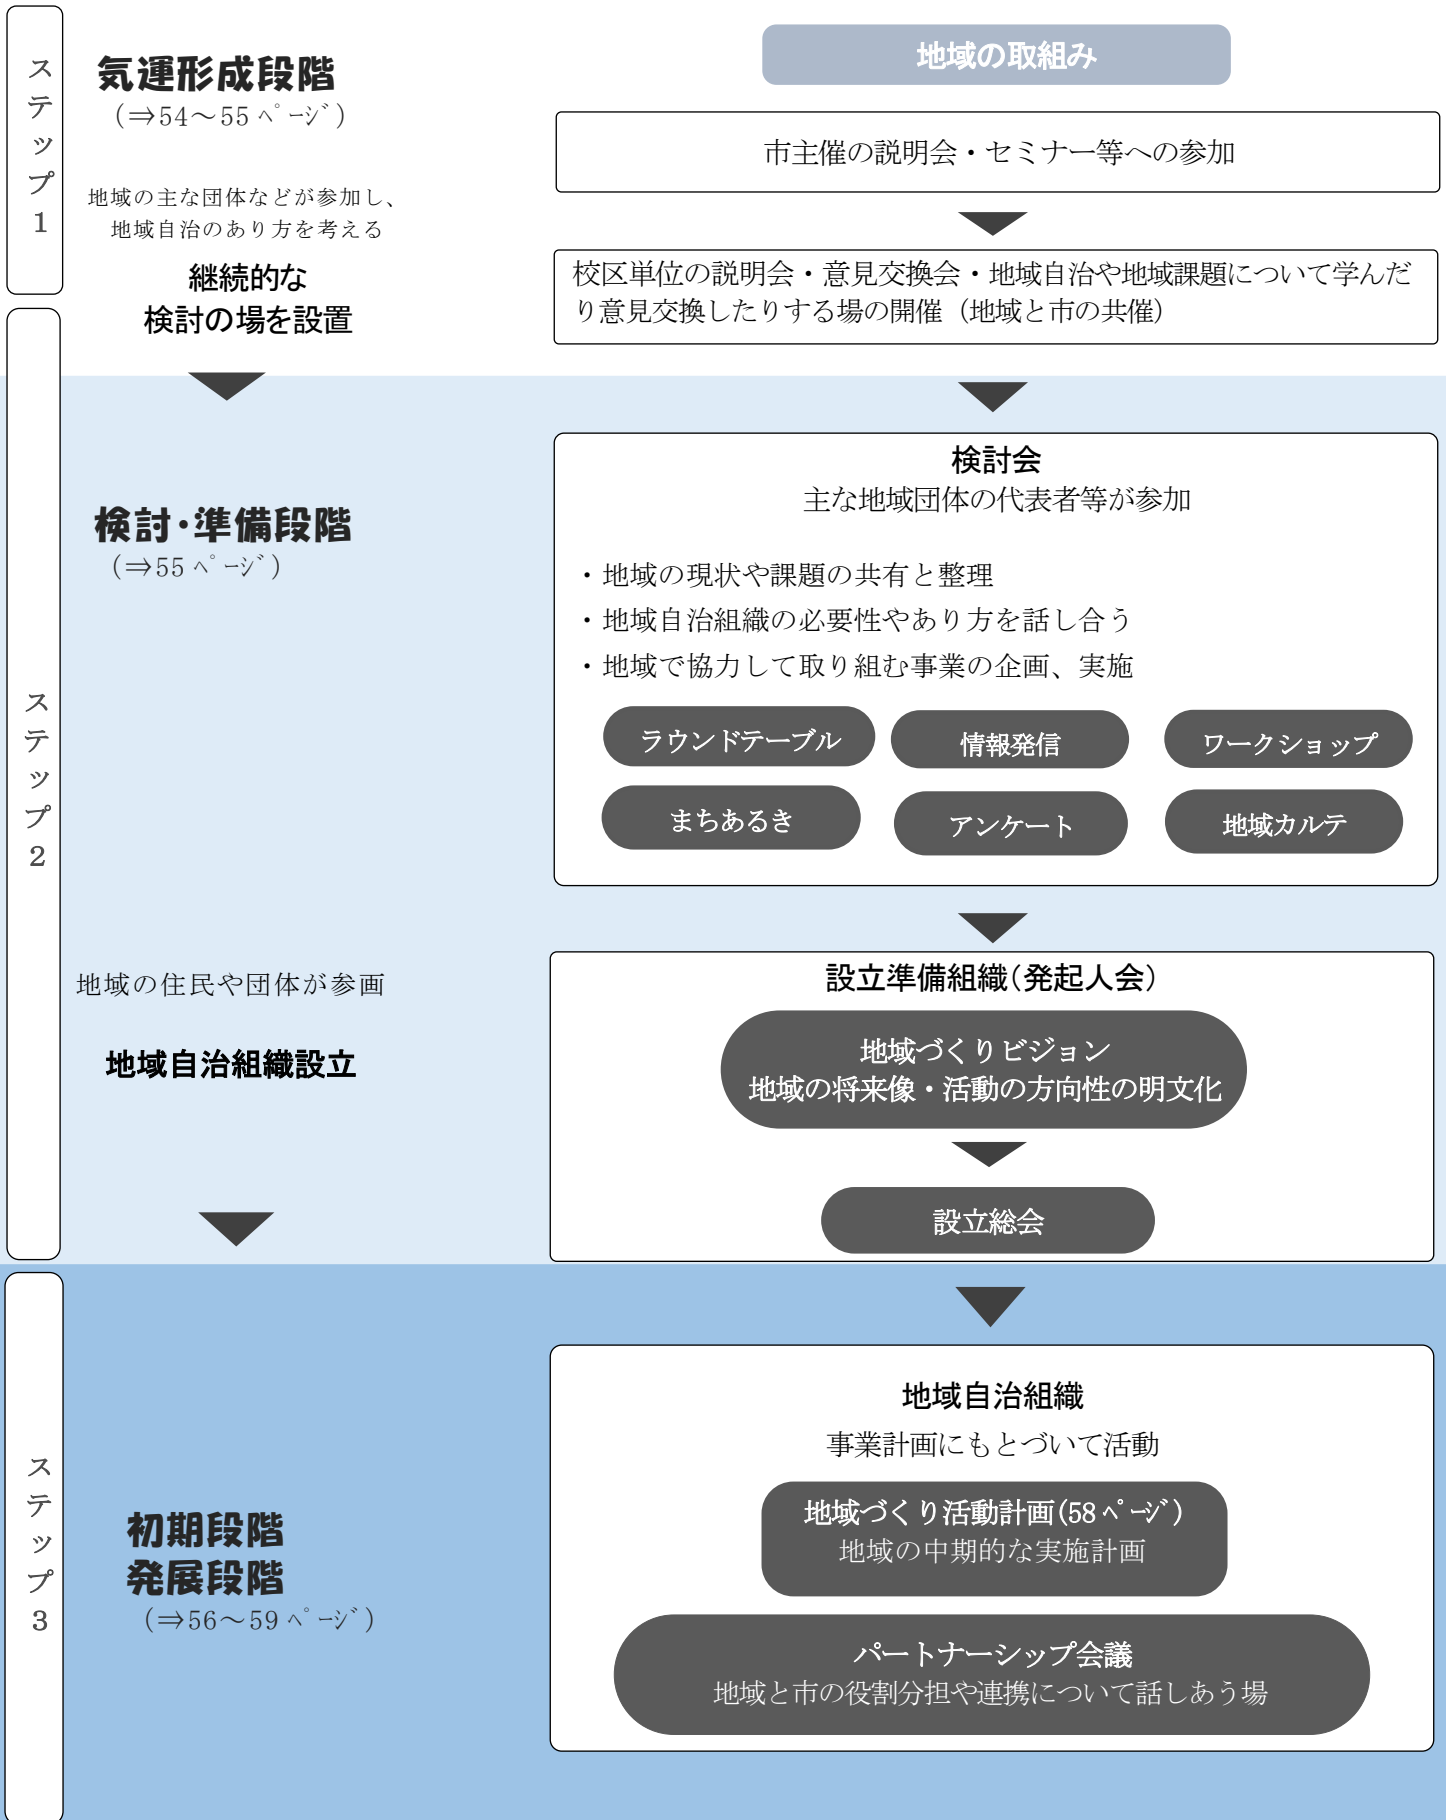 ステップ1
気運形成段階
(⇒54～55 ﾍﾟｰｼﾞ)
地域の主な団体などが参加し、
地域自治のあり方を考える
継続的な
検討の場を設置
地域の取組み
市主催の説明会・セミナー等への参加
校区単位の説明会・意見交換会・地域自治や地域課題について学んだ
り意見交換したりする場の開催（地域と市の共催）
ステップ2
検討・準備段階
(⇒55 ﾍﾟｰｼﾞ)
検討会
主な地域団体の代表者等が参加
・地域の現状や課題の共有と整理
・地域自治組織の必要性やあり方を話し合う
・地域で協力して取り組む事業の企画、実施
ラウンドテーブル
情報発信
ワークショップ
まちあるき
アンケート
地域カルテ
地域の住民や団体が参画
地域自治組織設立
設立準備組織（発起人会）
地域づくりビジョン
地域の将来像・活動の方向性の明文化
設立総会
ステップ3
初期段階
発展段階
(⇒56～59 ﾍﾟｰｼﾞ)
地域自治組織
事業計画にもとづいて活動
地域づくり活動計画(58 ﾍﾟｰｼﾞ)
地域の中期的な実施計画
パートナーシップ会議
地域と市の役割分担や連携について話しあう場